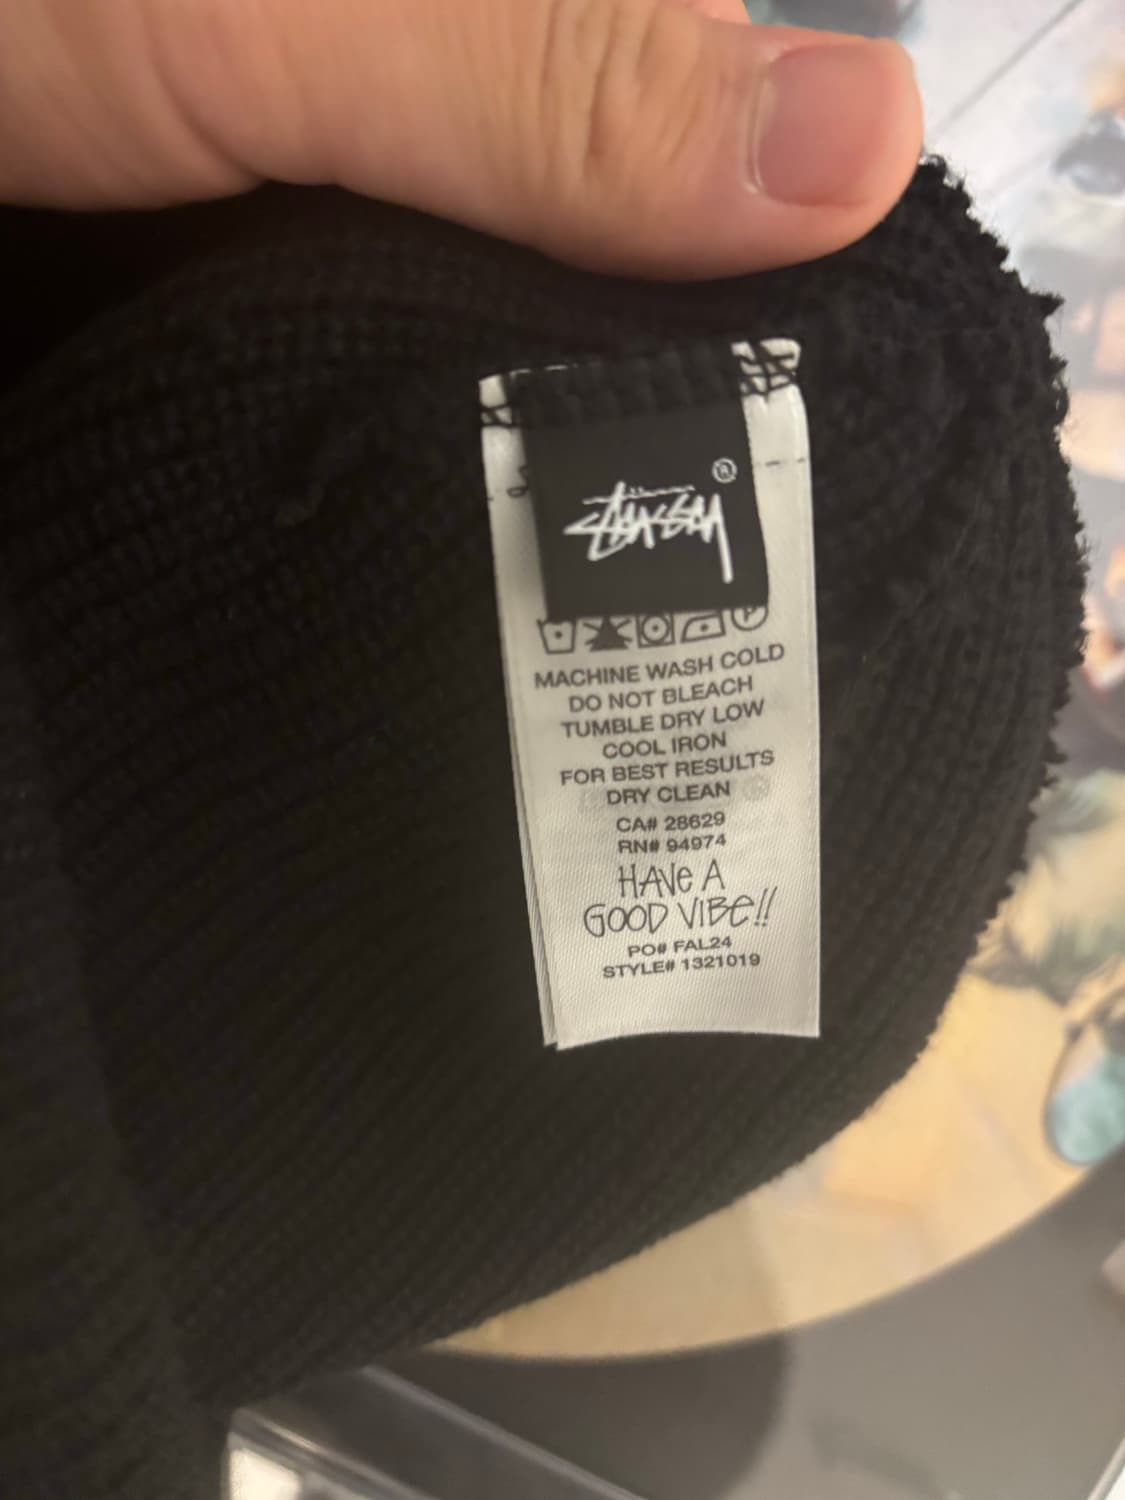 STÜSSY ®
P
MACHINE WASH COLD
DO NOT BLEACH
TUMBLE DRY LOW
COOL IRON
FOR BEST RESULTS
DRY CLEAN
CA# 28629
RN# 94974
HAVe A
GOOD VIBe!!
PO# FAL24
STYLE# 1321019